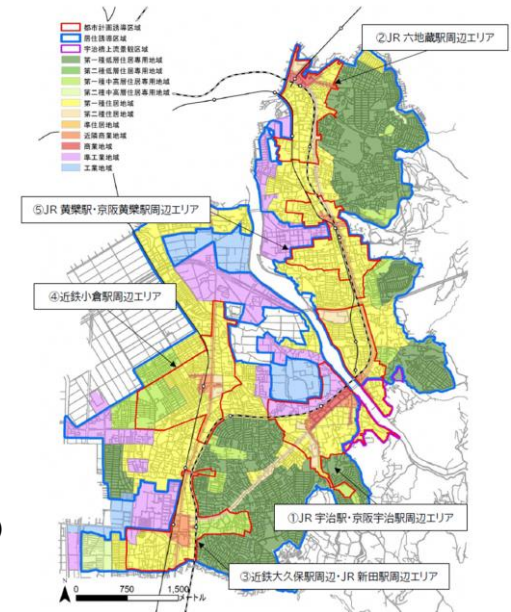 都市計画誘導区域
居住誘導区域
宇治橋上流景観区域
第一種低層住居専用地域
第二種低層住居専用地域
第一種中高層住居専用地域
第二種中高層住居専用地域
第一種住居地域
第二種住居地域
準住居地域
近隣商業地域
商業地域
準工業地域
工業地域
②JR 六地蔵駅周辺エリア
⑤JR 黄檗駅・京阪黄檗駅周辺エリア
④近鉄小倉駅周辺エリア
①JR 宇治駅・京阪宇治駅周辺エリア
③近鉄大久保駅周辺・JR 新田駅周辺エリア
0 750 1,500
メートル
)